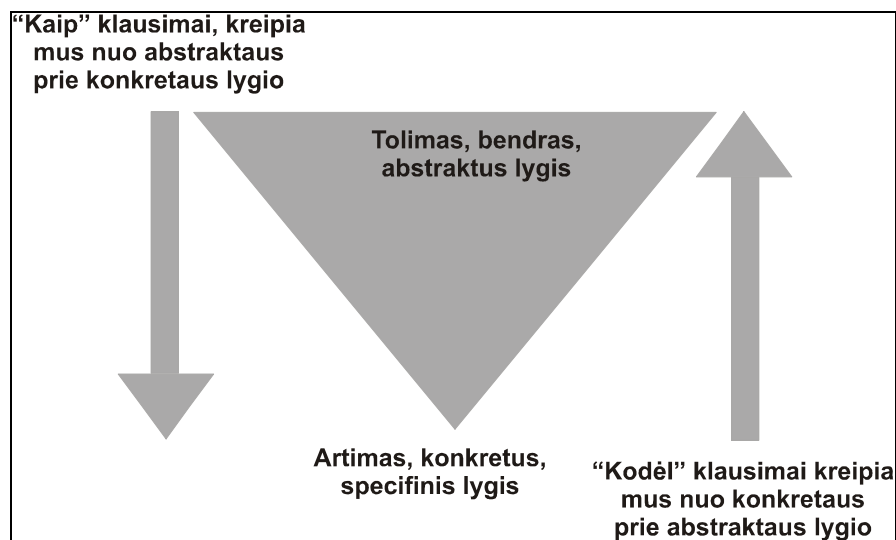 “Kaip” klausimai, kreipia
mus nuo abstraktaus
prie konkretaus lygio
Tolimas, bendras,
abstraktus lygis
Artimas, konkretus,
specifinis lygis
“Kodėl” klausimai kreipia
mus nuo konkretaus
prie abstraktaus lygio